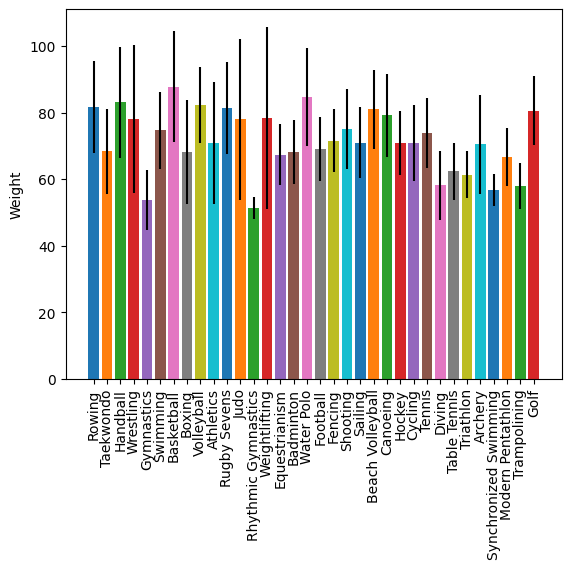 Weight
100
80
60
40
20
0
Rowing
Taekwondo
Handball
Wrestling
Gymnastics
Swimming
Basketball
Boxing
Volleyball
Athletics
Rugby Sevens
Judo
Rhythmic Gymnastics
Weightlifting
Equestrianism
Badminton
Water Polo
Football
Fencing
Shooting
Sailing
Beach Volleyball
Canoeing
Hockey
Cycling
Tennis
Diving
Table Tennis
Triathlon
Archery
Synchronized Swimming
Modern Pentathlon
Trampolining
Golf